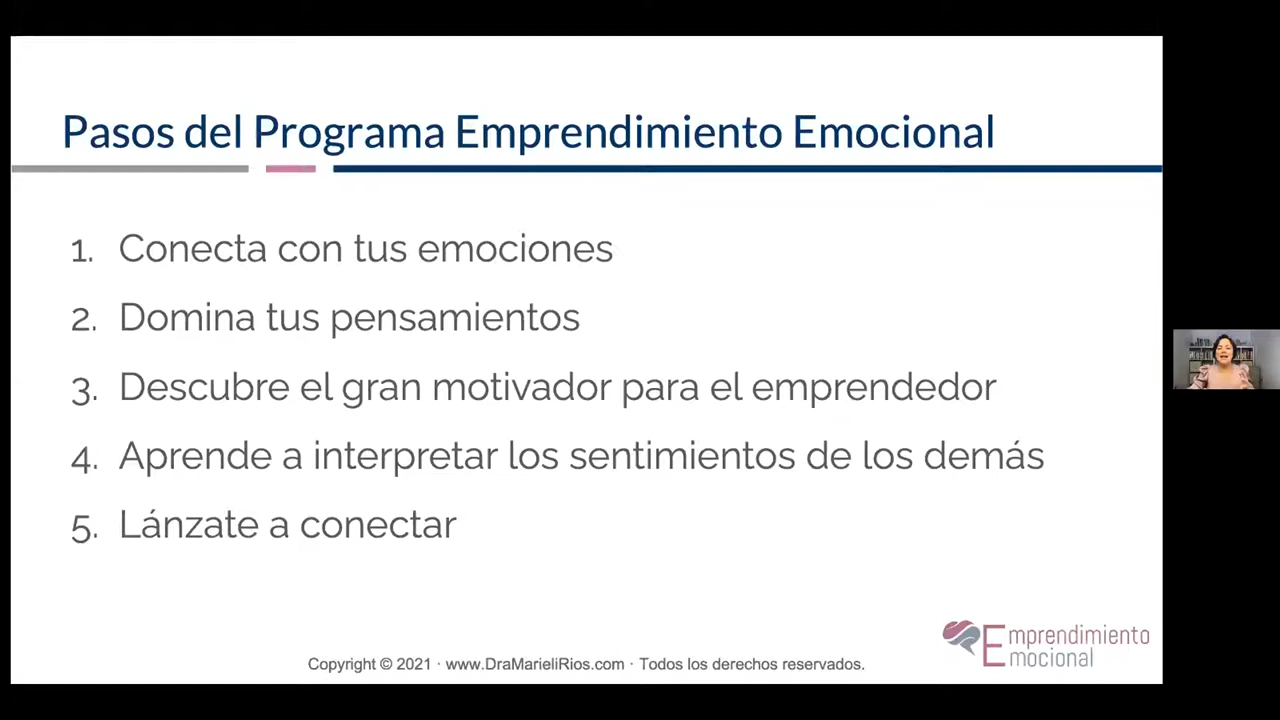 Pasos del Programa Emprendimiento Emocional
1. Conecta con tus emociones
2. Domina tus pensamientos
3. Descubre el gran motivador para el emprendedor
4. Aprende a interpretar los sentimientos de los demás
5. Lánzate a conectar
Emprendimiento
Emocional
Copyright © 2021 · www.DraMarieliRios.com · Todos los derechos reservados.